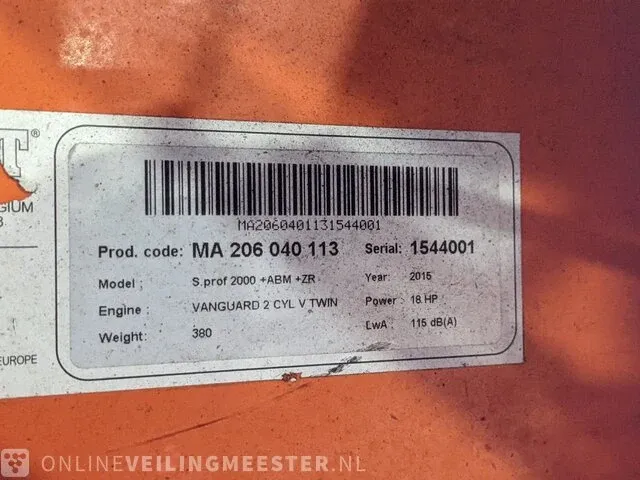 T®
GIUM
EUROPE
MA2060401131544001
Prod. code: MA 206 040 113 Serial: 1544001
Model : S.prof 2000 +ABM +ZR Year: 2015
Engine : VANGUARD 2 CYL V TWIN Power : 18 HP
Weight: 380 LwA : 115 dB(A)
ONLINEVEILINGMEESTER.NL